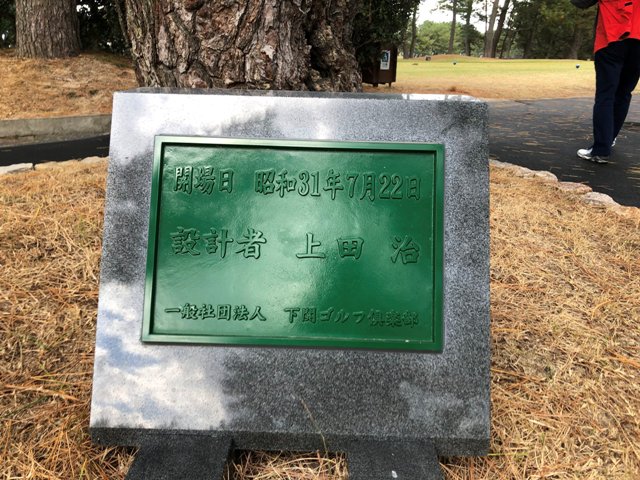 開場日 昭和31年7月22日
設計者 上田 治
一般社団法人 下関ゴルフ倶楽部